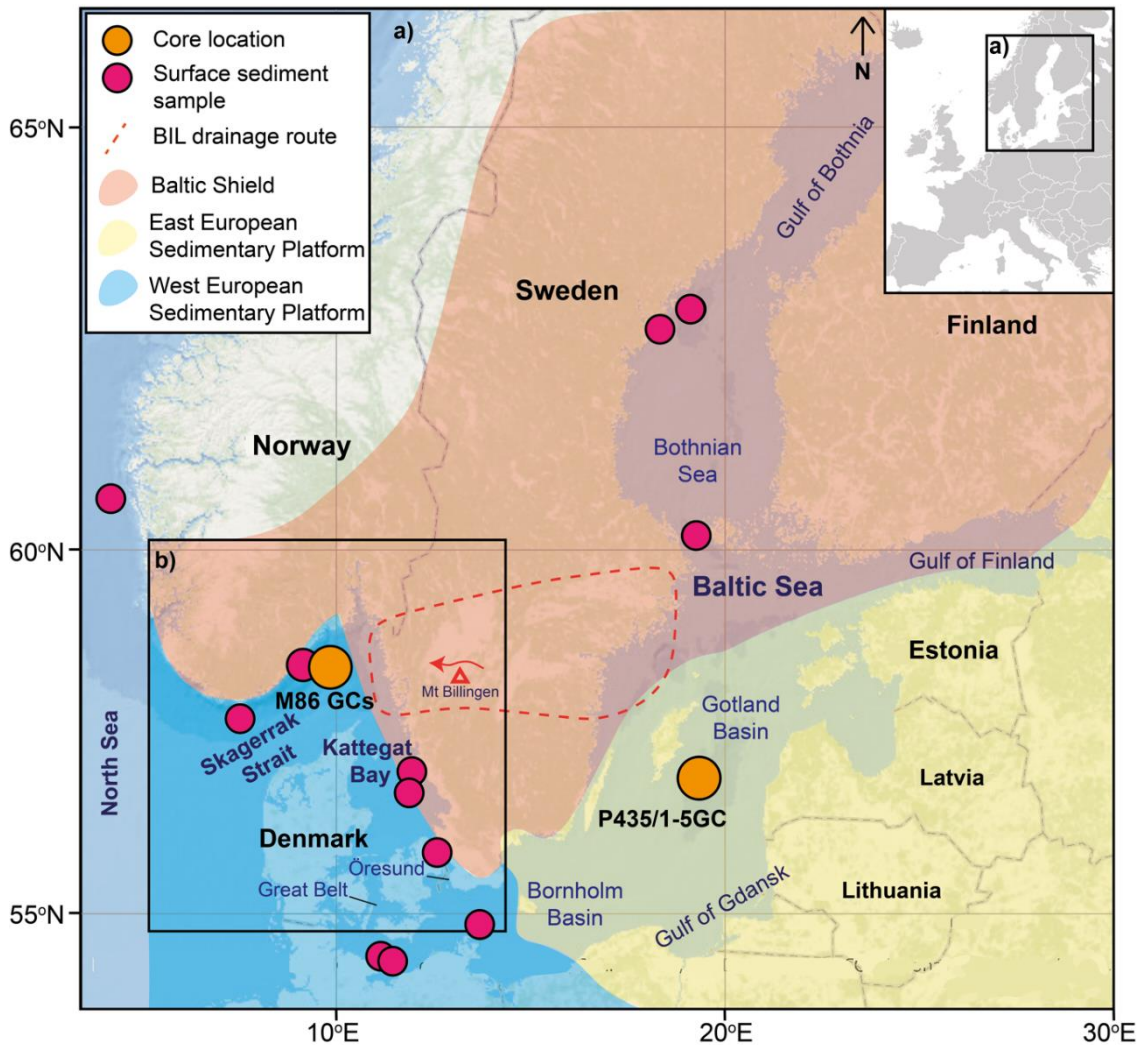 a)
Core location
Surface sediment
sample
BIL drainage route
Baltic Shield
East European
Sedimentary Platform
West European
Sedimentary Platform
N
a)
65°N
60°N
55°N
10°E
20°E
30°E
Gulf of Bothnia
Sweden
Finland
Norway
Bothnian
Sea
b)
Gulf of Finland
Baltic Sea
Estonia
Mt Billingen
M86 GCs
Gotland
Basin
North Sea
Skagerrak
Strait
Kattegat
Bay
Latvia
P435/1-5GC
Denmark
Öresund
Great Belt
Bornholm
Basin
Gulf of Gdansk
Lithuania